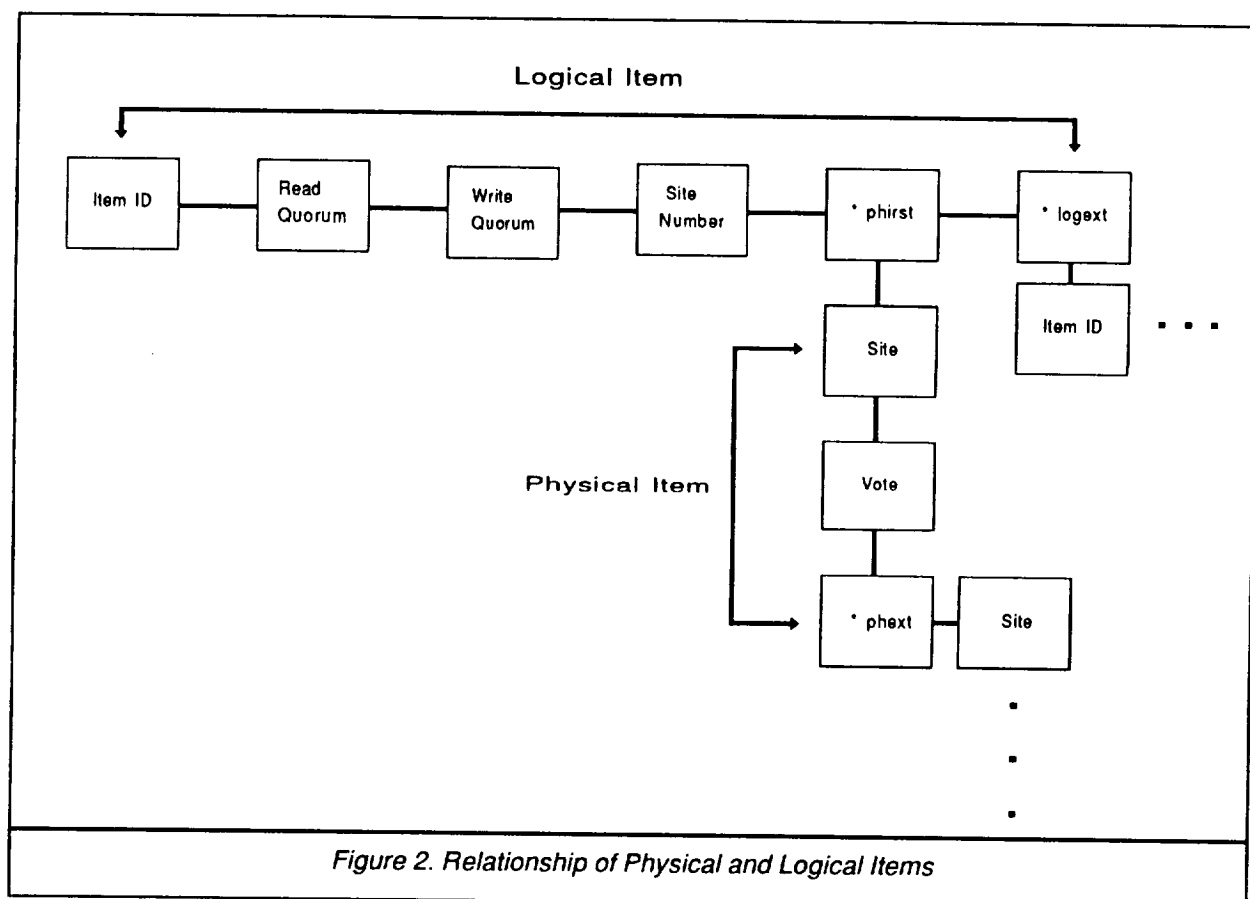 Logical Item
Item ID
Read
Quorum
Write
Quorum
Site
Number
* phirst
* logext
Item ID
Site
Physical Item
Vote
* phext
Site
Figure 2. Relationship of Physical and Logical Items